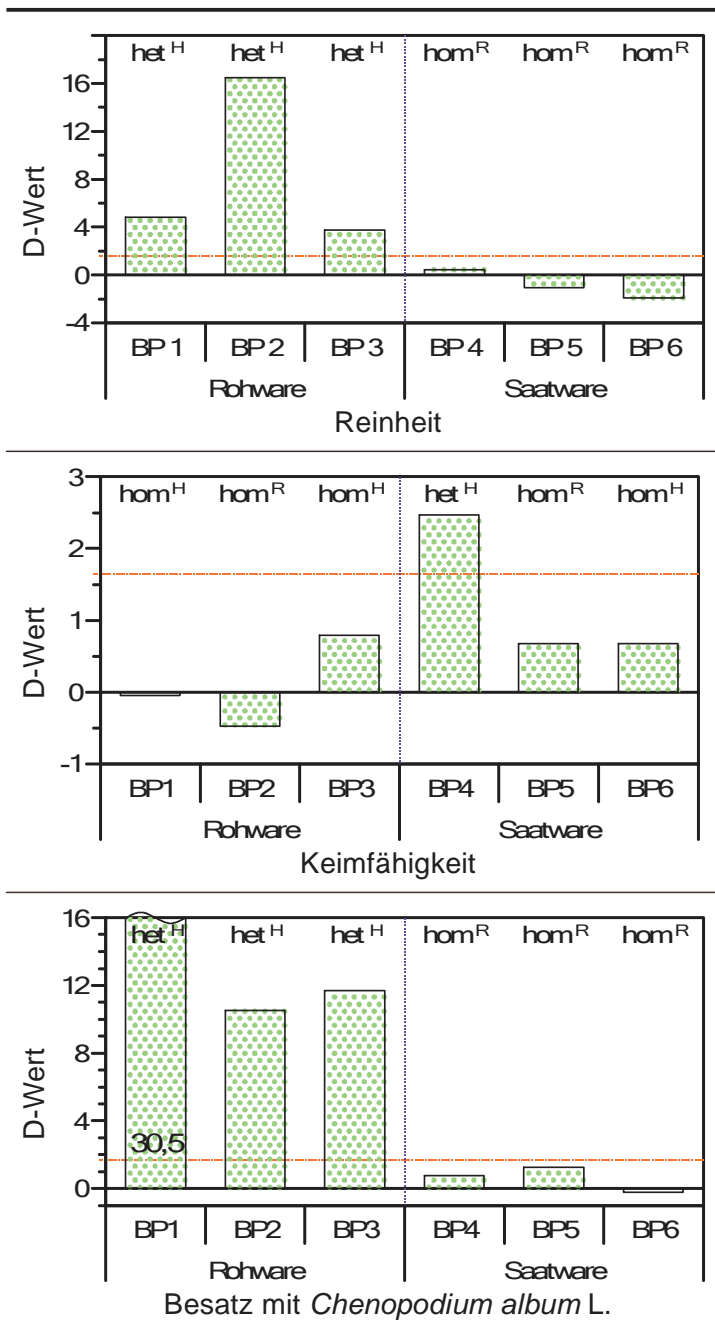 het H het H het H hom R hom R hom R
16
12
8
4
0
-4
D-Wert
BP 1 BP 2 BP 3 BP 4 BP 5 BP 6
Rohware Saatware
Reinheit
hom H hom R hom H het H hom R hom H
3
2
1
0
-1
D-Wert
BP1 BP2 BP3 BP4 BP5 BP6
Rohware Saatware
Keimfähigkeit
het H het H het H hom R hom R hom R
16
12
8
4
0
D-Wert
30,5
BP1 BP2 BP3 BP4 BP5 BP6
Rohware Saatware
Besatz mit Chenopodium album L.